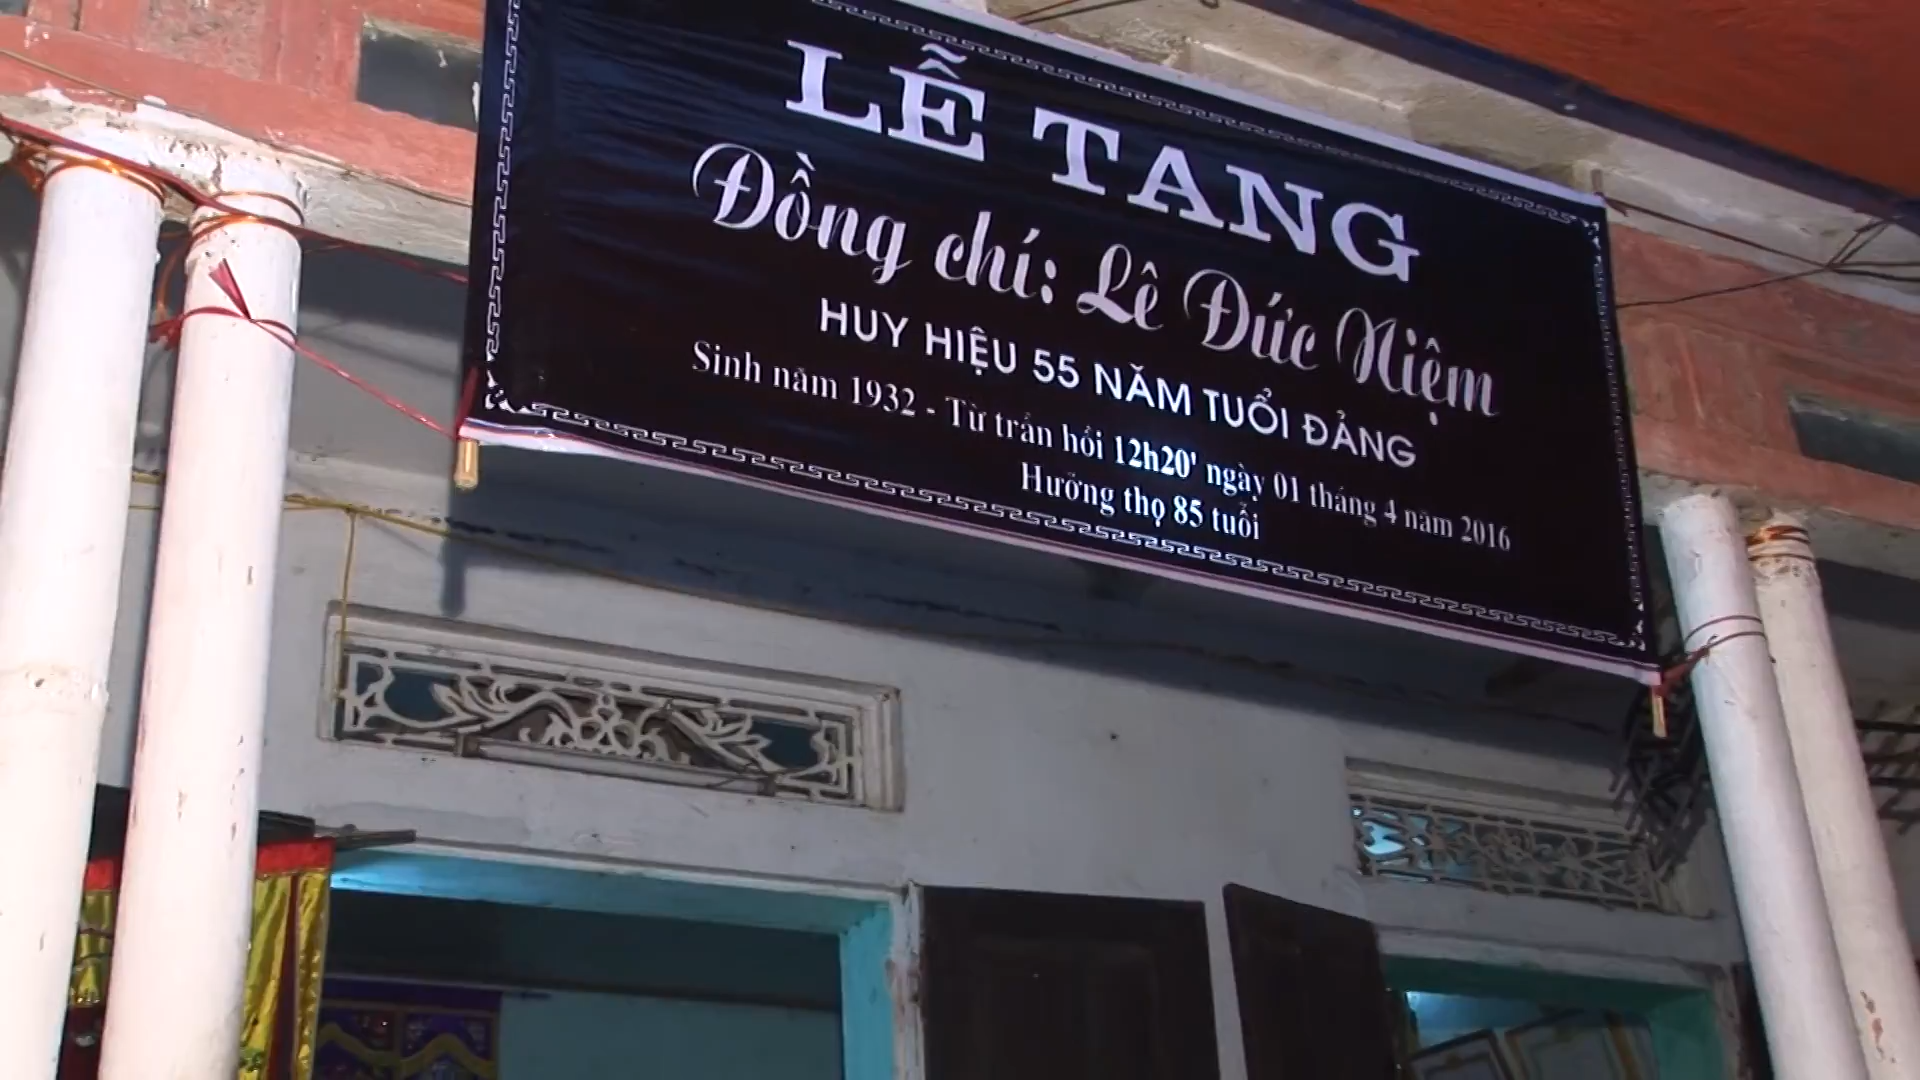 LỄ TANG
Đồng chí: Lê Đức Niệm
HUY HIỆU 55 NĂM TUỔI ĐẢNG
Sinh năm 1932 - Từ trần hồi 12h20' ngày 01 tháng 4 năm 2016
Hưởng thọ 85 tuổi